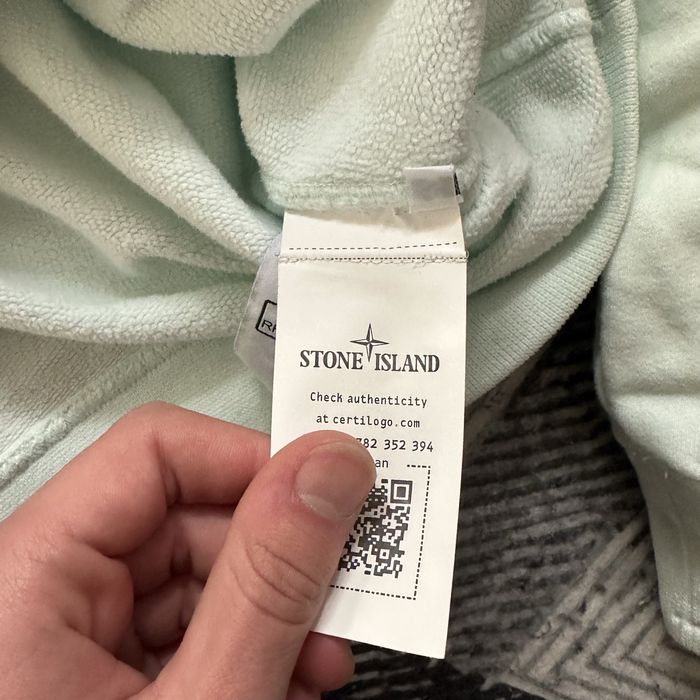 STONE ISLAND
Check authenticity
at certilogo.com
782 352 394
an